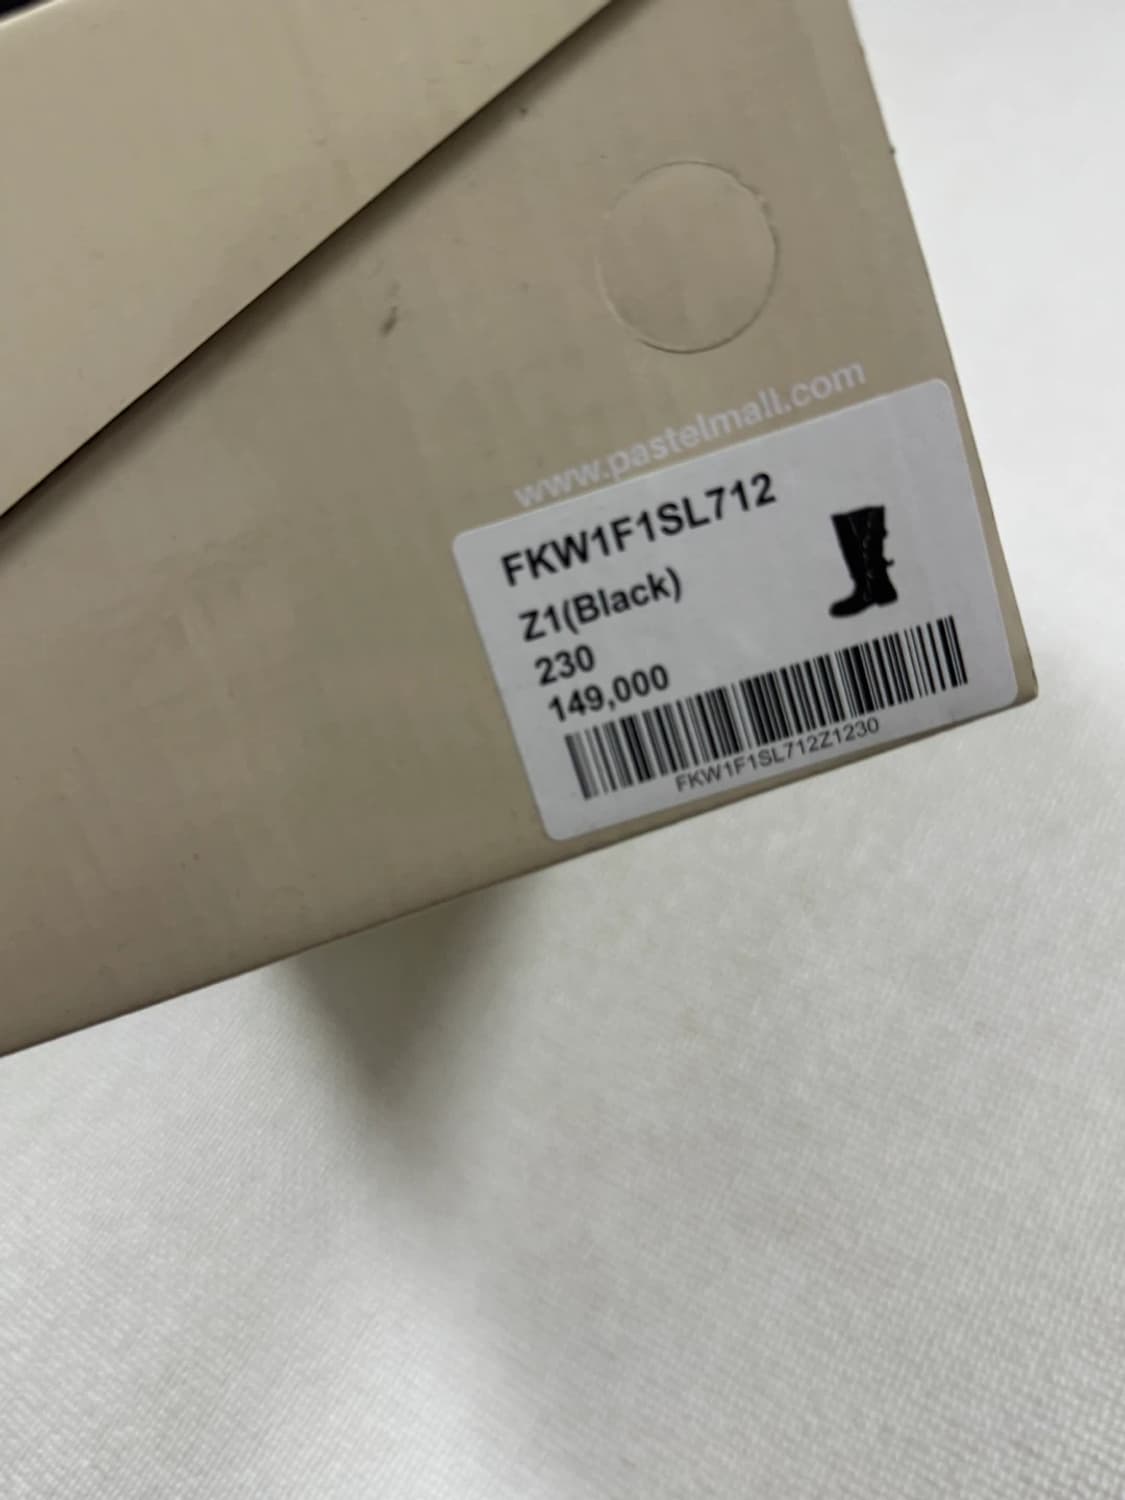 www.pastelmall.com
FKW1F1SL712
Z1(Black)
230
149,000
FKW1F1SL712Z1230